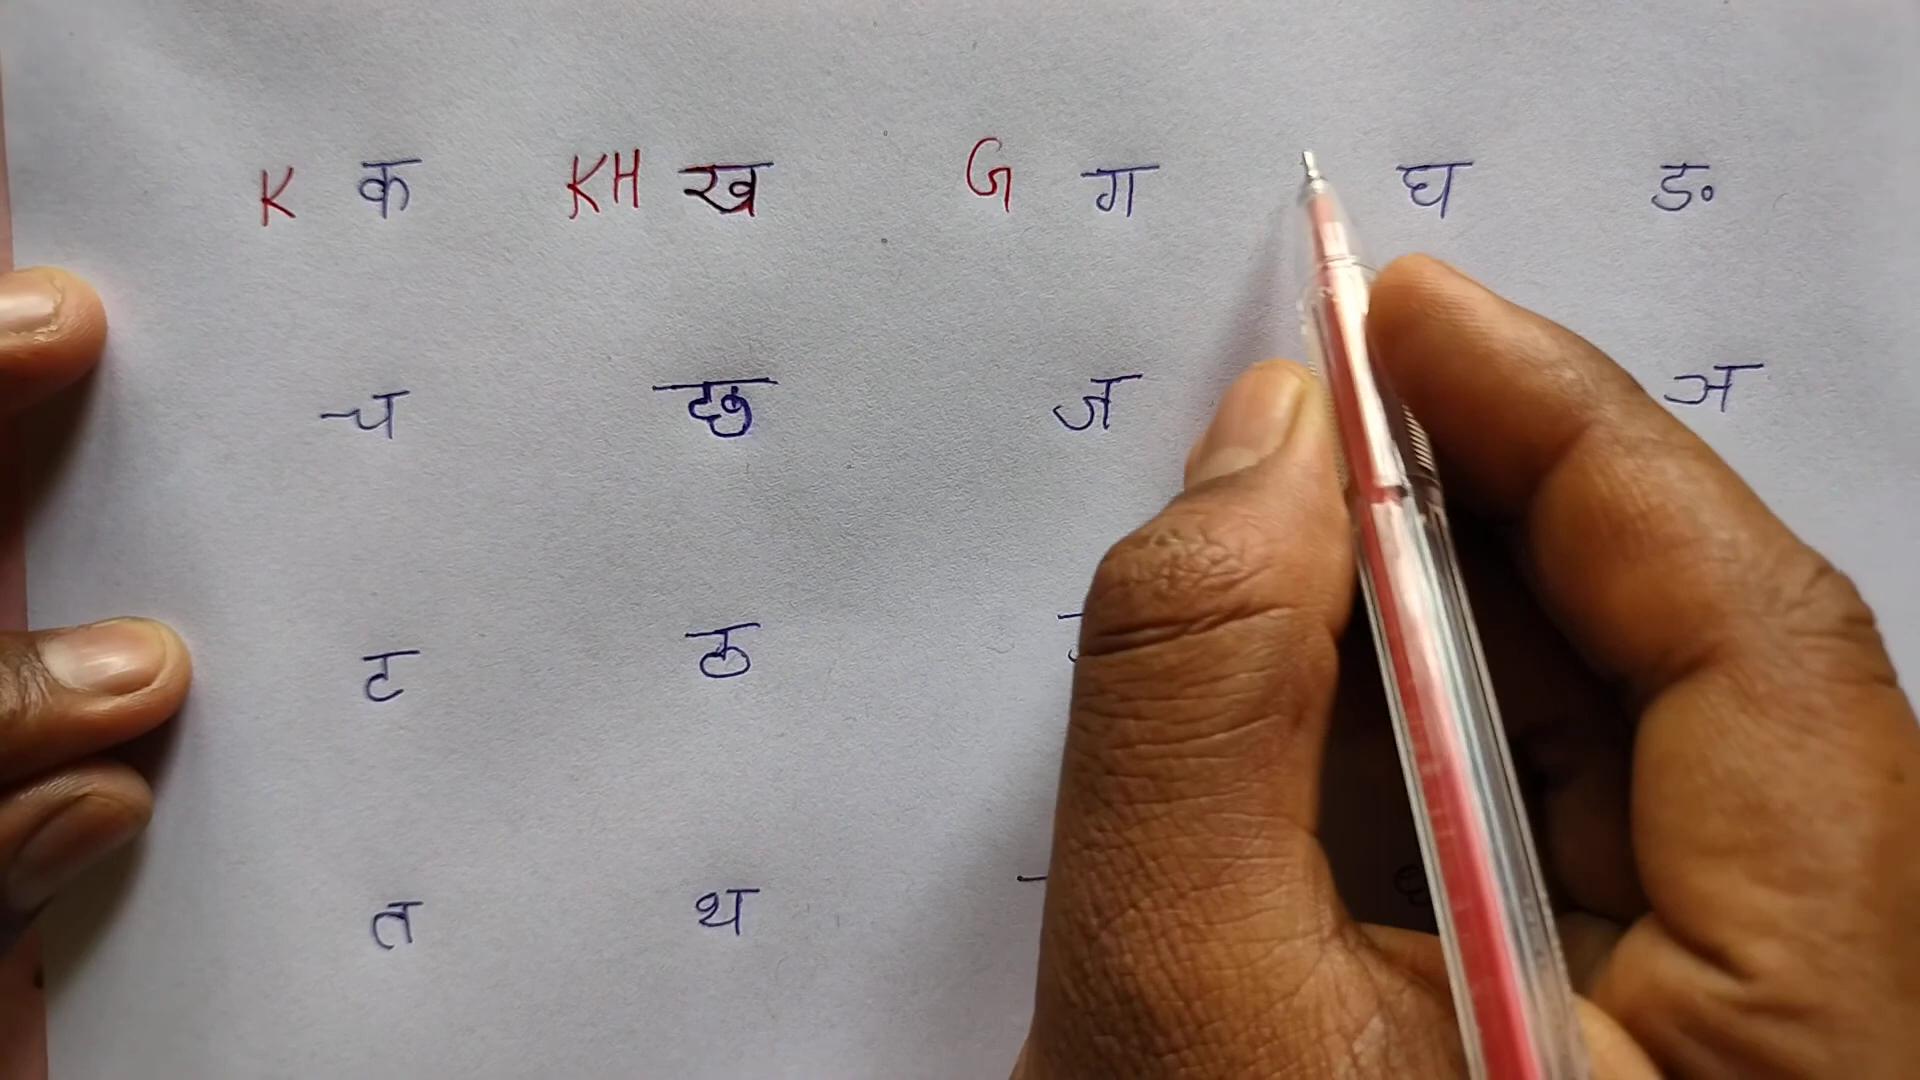 K क KH ख G ग घ ङ
च छ ज ञ
ट ठ
त थ